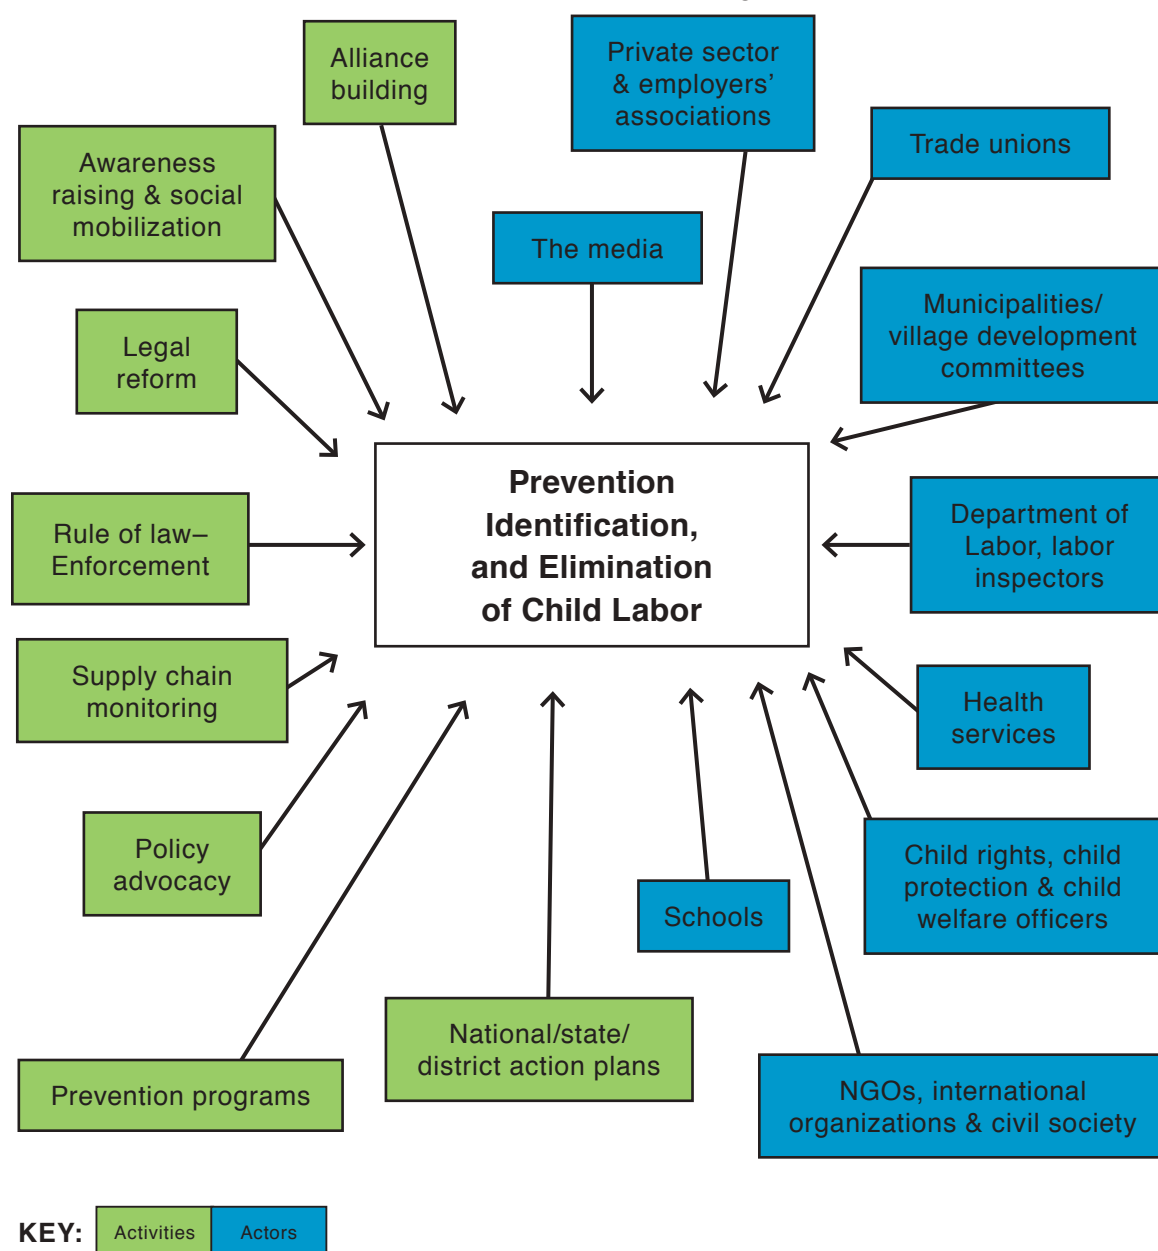 Alliance
building
Private sector
& employers’
associations
Trade unions
Awareness
raising & social
mobilization
The media
Municipalities/
village development
committees
Legal
reform
Prevention
Identification,
and Elimination
of Child Labor
Rule of law–
Enforcement
Department of
Labor, labor
inspectors
Supply chain
monitoring
Health
services
Policy
advocacy
Child rights, child
protection & child
welfare officers
Schools
National/state/
district action plans
Prevention programs
NGOs, international
organizations & civil society
KEY: Activities Actors